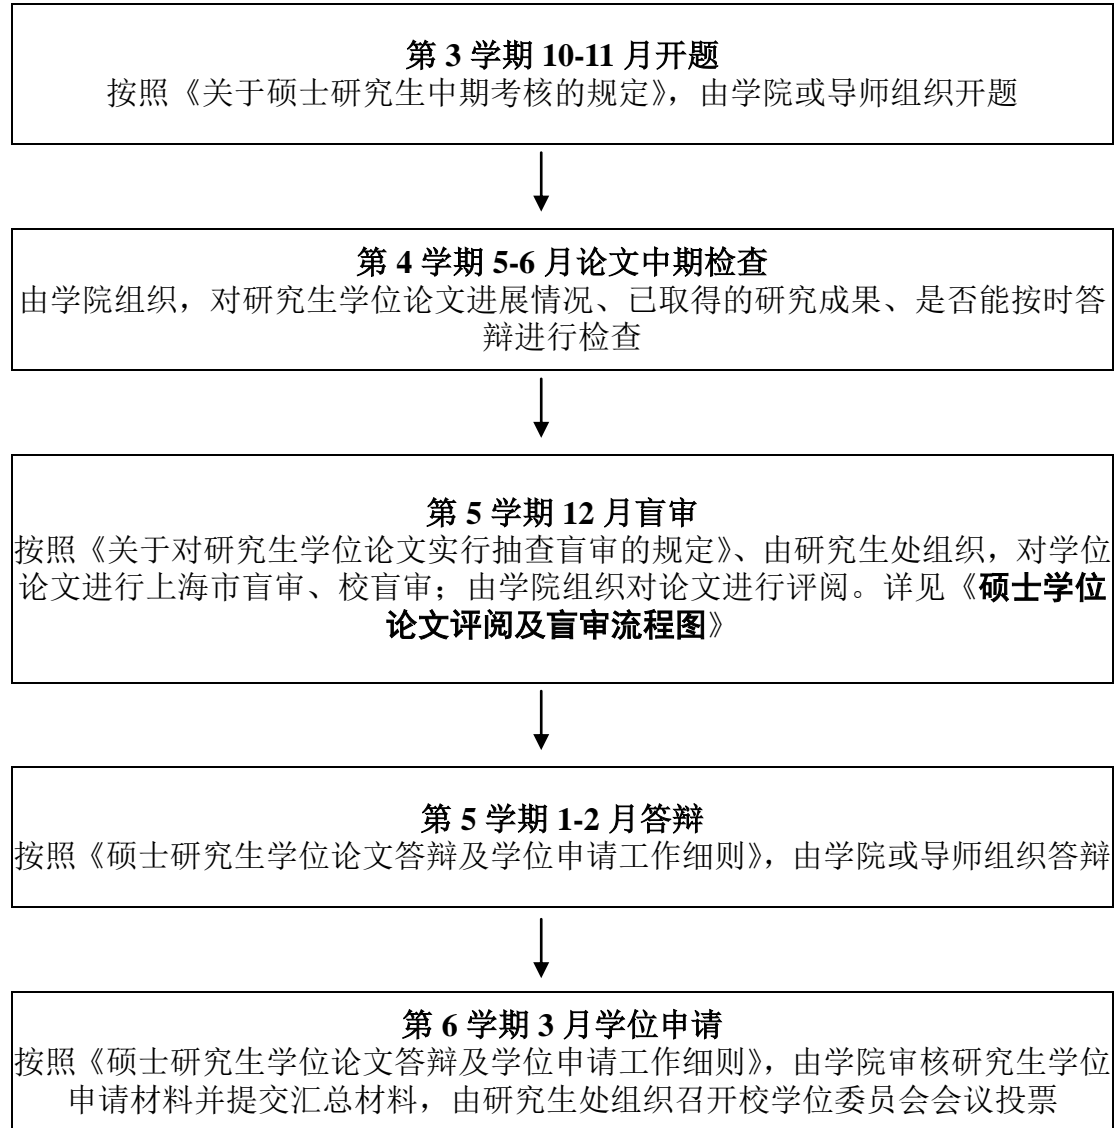 第 3 学期 10-11 月开题
按照《关于硕士研究生中期考核的规定》，由学院或导师组织开题
第 4 学期 5-6 月论文中期检查
由学院组织，对研究生学位论文进展情况、已取得的研究成果、是否能按时答
辩进行检查
第 5 学期 12 月盲审
按照《关于对研究生学位论文实行抽查盲审的规定》、由研究生处组织，对学位
论文进行上海市盲审、校盲审；由学院组织对论文进行评阅。详见《硕士学位
论文评阅及盲审流程图》
第 5 学期 1-2 月答辩
按照《硕士研究生学位论文答辩及学位申请工作细则》，由学院或导师组织答辩
第 6 学期 3 月学位申请
按照《硕士研究生学位论文答辩及学位申请工作细则》，由学院审核研究生学位
申请材料并提交汇总材料，由研究生处组织召开校学位委员会会议投票